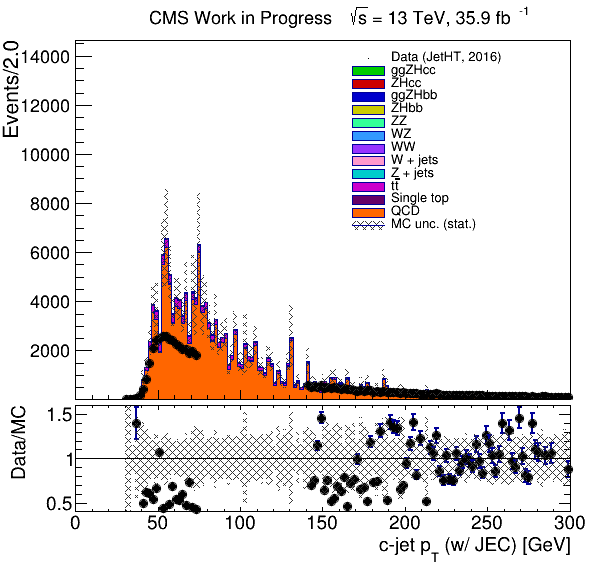 CMS Work in Progress √s = 13 TeV, 35.9 fb -1
Events/2.0
14000
12000
10000
8000
6000
4000
2000
Data (JetHT, 2016)
ggZHcc
ZHcc
ggZHbb
ZHbb
ZZ
WZ
WW
W + jets
Z + jets
tt̅
Single top
QCD
MC unc. (stat.)
Data/MC
1.5
1
0.5
0 50 100 150 200 250 300
c-jet p_T (w/ JEC) [GeV]